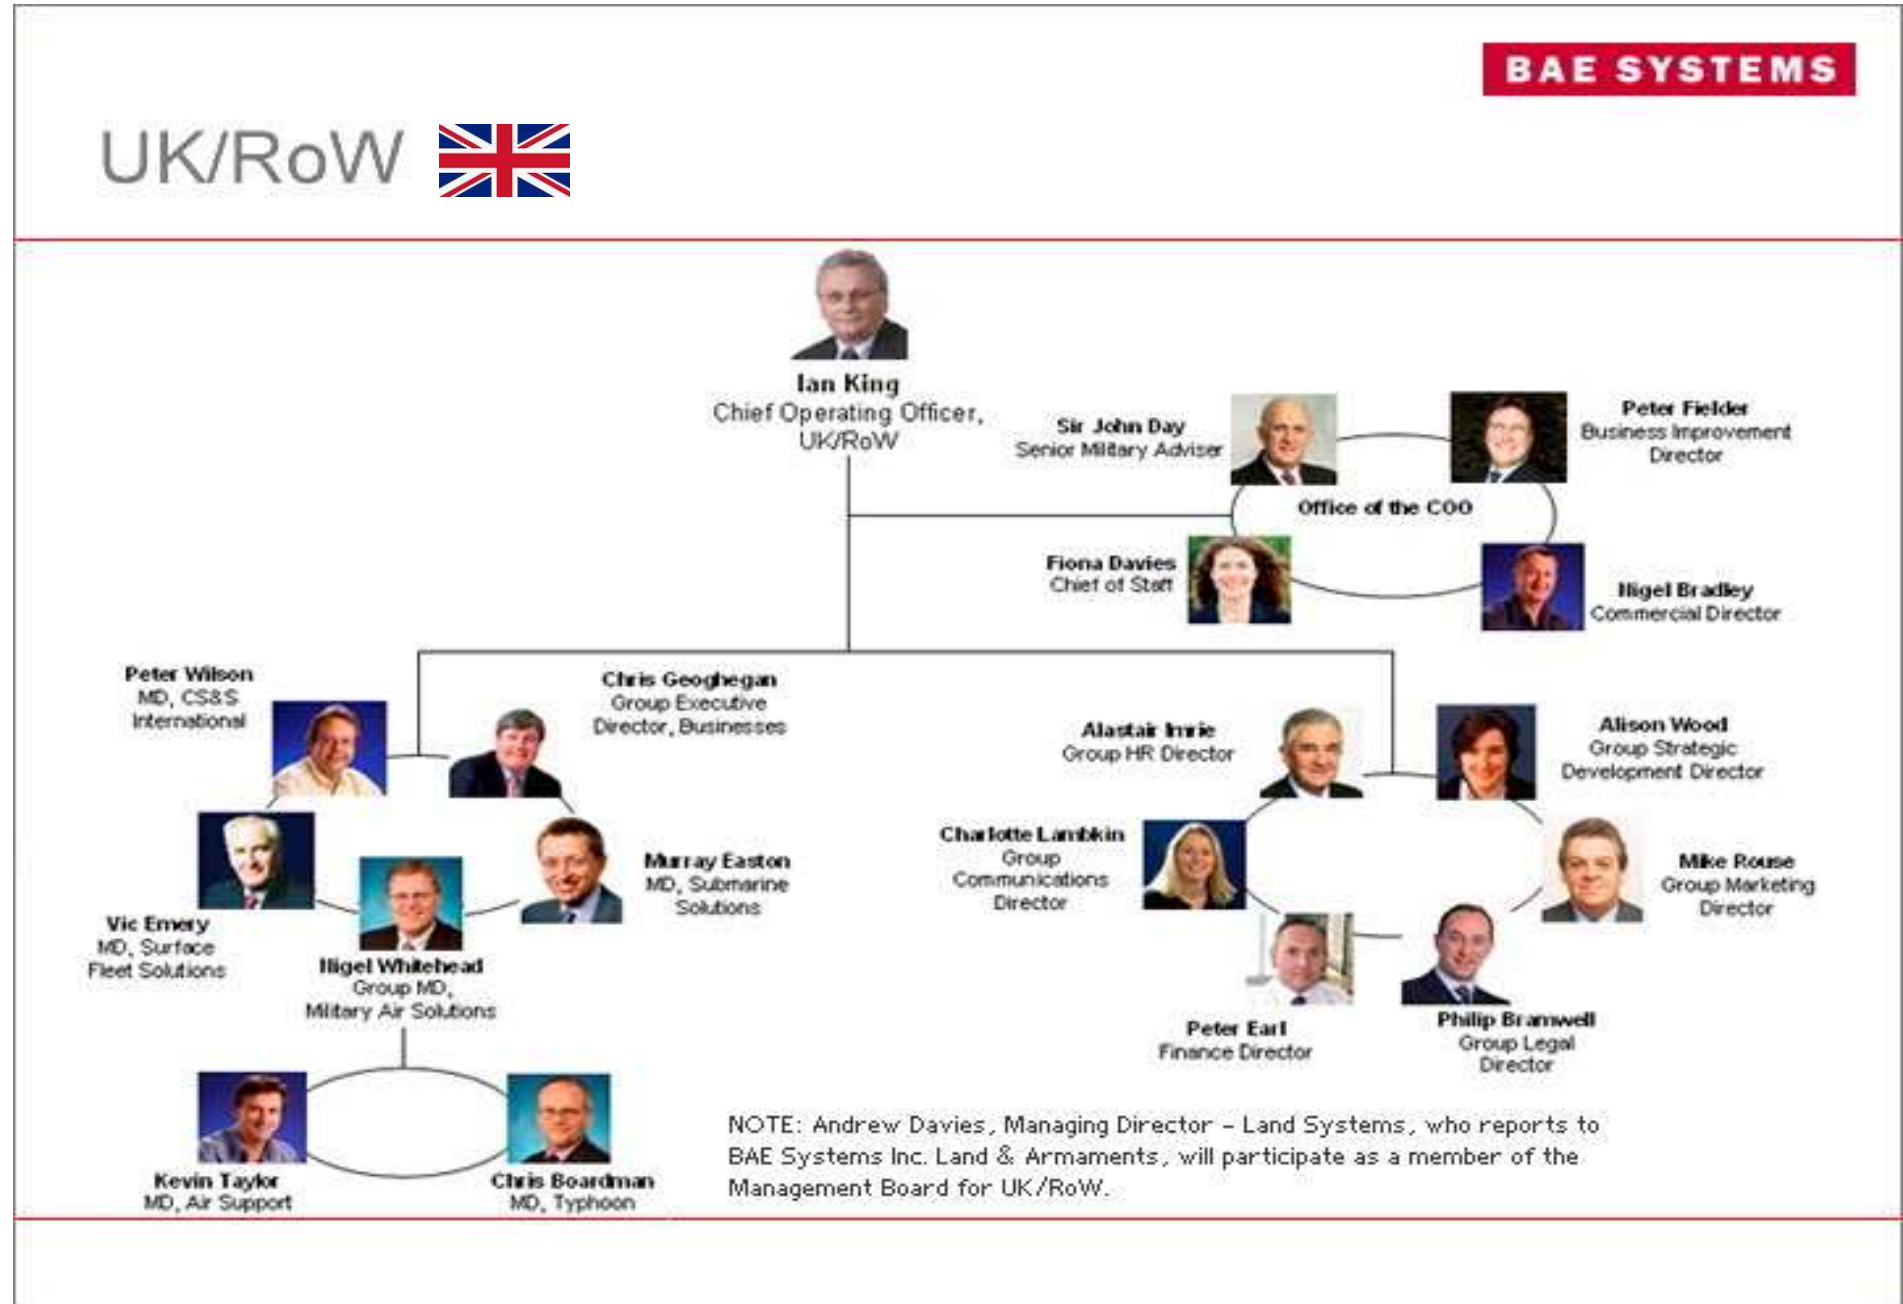 BAE SYSTEMS
UK/RoW
Ian King
Chief Operating Officer,
UK/RoW
Sir John Day
Senior Military Adviser
Peter Fielder
Business Improvement
Director
Office of the COO
Fiona Davies
Chief of Staff
Nigel Bradley
Commercial Director
Peter Wilson
MD, CS&S
International
Chris Geoghegan
Group Executive
Director, Businesses
Vic Emery
MD, Surface
Fleet Solutions
Murray Easton
MD, Submarine
Solutions
Nigel Whitehead
Group MD,
Military Air Solutions
Kevin Taylor
MD, Air Support
Chris Boardman
MD, Typhoon
Alastair Imrie
Group HR Director
Alison Wood
Group Strategic
Development Director
Charlotte Lambkin
Group
Communications
Director
Mike Rouse
Group Marketing
Director
Peter Earl
Finance Director
Philip Bramwell
Group Legal
Director
NOTE: Andrew Davies, Managing Director – Land Systems, who reports to
BAE Systems Inc. Land & Armaments, will participate as a member of the
Management Board for UK/RoW.